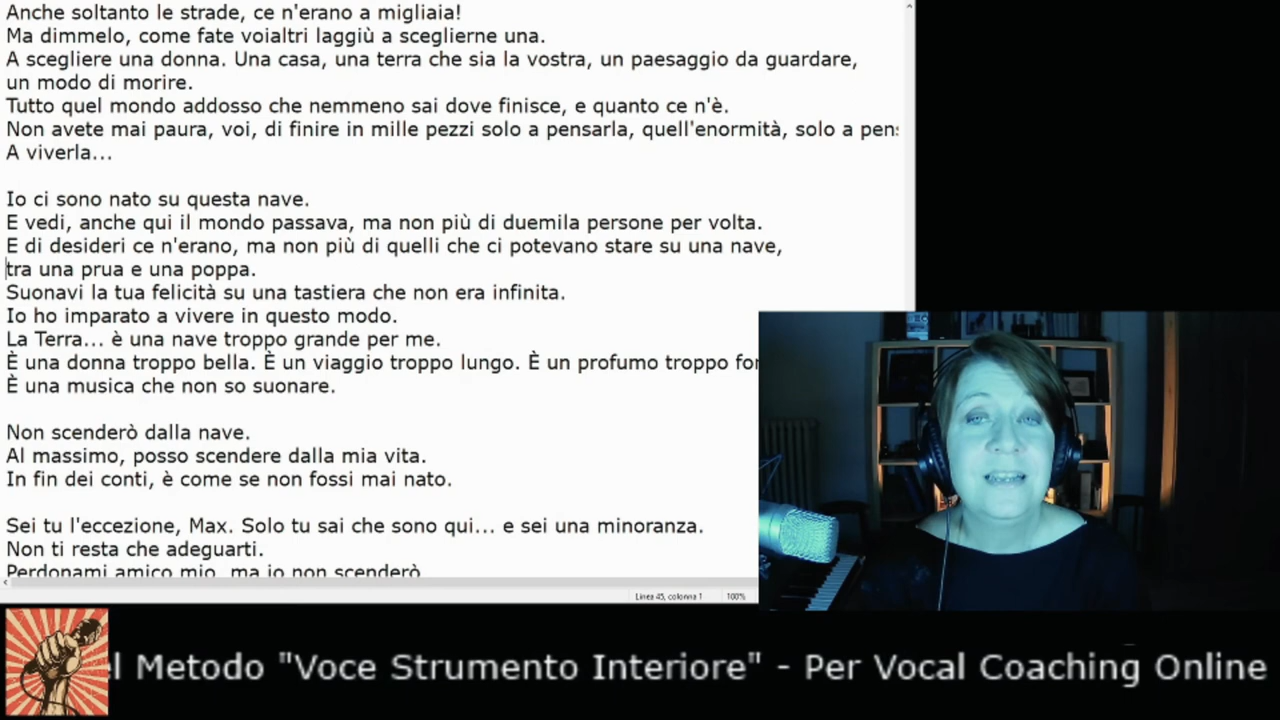 Anche soltanto le strade, ce n'erano a migliaia!
Ma dimmelo, come fate voialtri laggiù a sceglierne una.
A scegliere una donna. Una casa, una terra che sia la vostra, un paesaggio da guardare,
un modo di morire.
Tutto quel mondo addosso che nemmeno sai dove finisce, e quanto ce n'è.
Non avete mai paura, voi, di finire in mille pezzi solo a pensarla, quell'enormità, solo a
A viverla...
Io ci sono nato su questa nave.
E vedi, anche qui il mondo passava, ma non più di duemila persone per volta.
E di desideri ce n'erano, ma non più di quelli che ci potevano stare su una nave,
tra una prua e una poppa.
Suonavi la tua felicità su una tastiera che non era infinita.
Io ho imparato a vivere in questo modo.
La Terra... è una nave troppo grande per me.
È una donna troppo bella. È un viaggio troppo lungo. È un profumo troppo
È una musica che non so suonare.
Non scenderò dalla nave.
Al massimo, posso scendere dalla mia vita.
In fin dei conti, è come se non fossi mai nato.
Sei tu l'eccezione, Max. Solo tu sai che sono qui... e sei una minoranza.
Non ti resta che adeguarti.
Perdonami amico mio, ma io non scenderò
Linea 45, colonna 1 100%
l Metodo "Voce Strumento Interiore" - Per Vocal Coaching Online